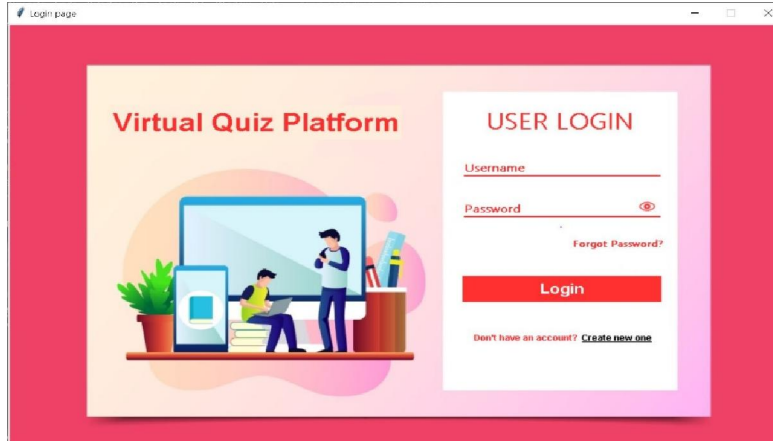 Login page
Virtual Quiz Platform
USER LOGIN
Username
Password
Forgot Password?
Login
Don't have an account? Create new one